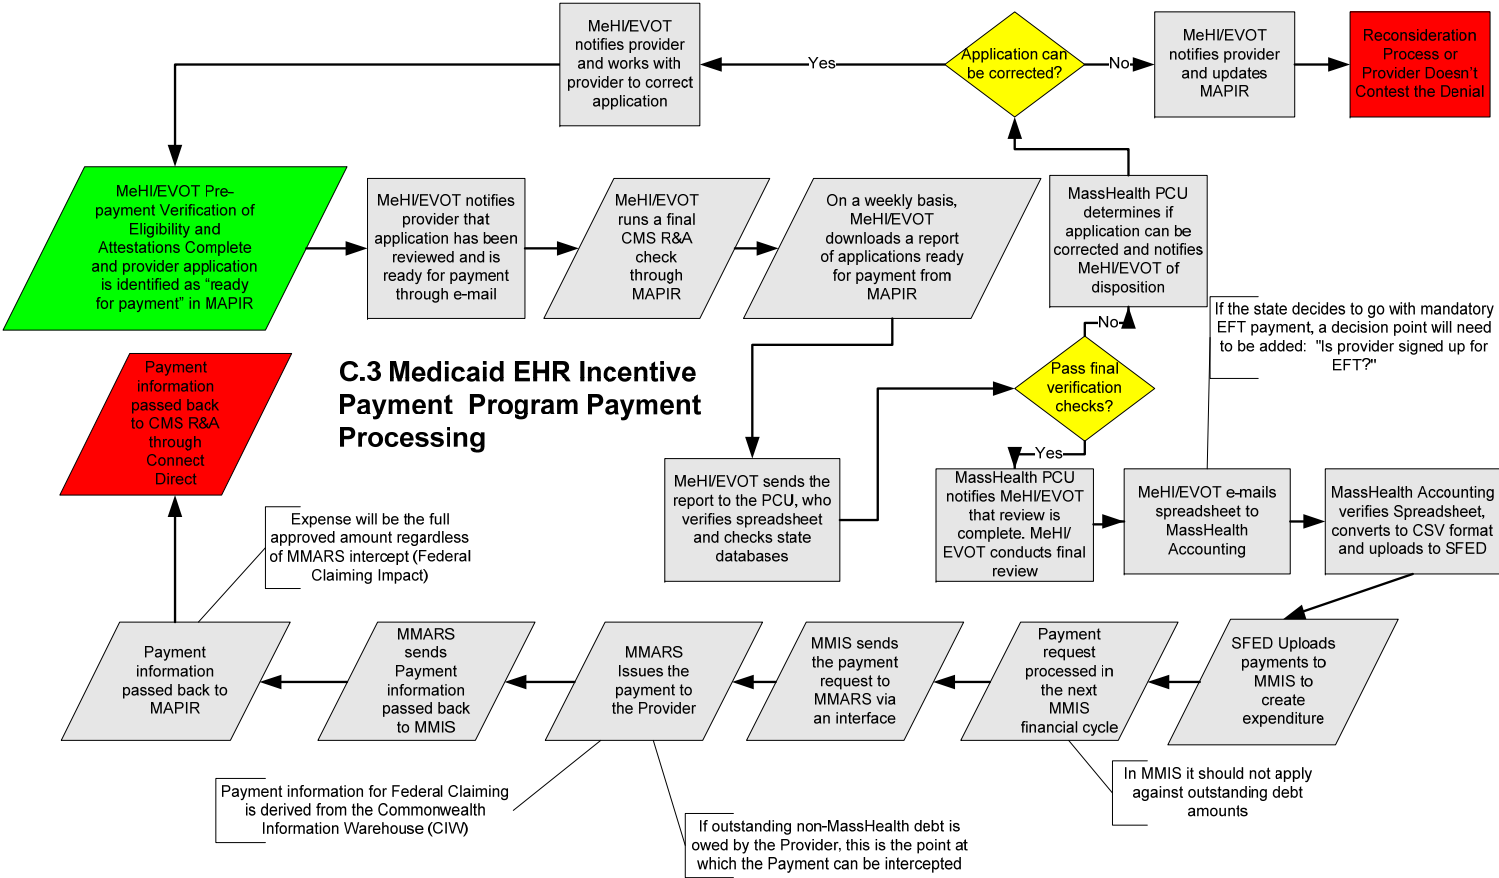 MeHI/EVOT
notifies provider
and works with
provider to correct
application
Yes
Application can
be corrected?
No
MeHI/EVOT
notifies provider
and updates
MAPIR
Reconsideration
Process or
Provider Doesn't
Contest the Denial
MeHI/EVOT Pre-
payment Verification of
Eligibility and
Attestations Complete
and provider application
is identified as “ready
for payment” in MAPIR
MeHI/EVOT notifies
provider that
application has been
reviewed and is
ready for payment
through e-mail
MeHI/EVOT
runs a final
CMS R&A
check
through
MAPIR
On a weekly basis,
MeHI/EVOT
downloads a report
of applications ready
for payment from
MAPIR
MassHealth PCU
determines if
application can be
corrected and notifies
MeHI/EVOT of
disposition
No
If the state decides to go with mandatory
EFT payment, a decision point will need
to be added:  "Is provider signed up for
EFT?"
Payment
information
passed back
to CMS R&A
through
Connect
Direct
C.3 Medicaid EHR Incentive
Payment  Program Payment
Processing
Pass final
verification
checks?
Yes
MeHI/EVOT sends the
report to the PCU, who
verifies spreadsheet
and checks state
databases
MassHealth PCU
notifies MeHI/EVOT
that review is
complete. MeHI/
EVOT conducts final
review
MeHI/EVOT e-mails
spreadsheet to
MassHealth
Accounting
MassHealth Accounting
verifies Spreadsheet,
converts to CSV format
and uploads to SFED
Expense will be the full
approved amount regardless
of MMARS intercept (Federal
Claiming Impact)
Payment
information
passed back to
MAPIR
MMARS
sends
Payment
information
passed back
to MMIS
MMARS
Issues the
payment to
the Provider
MMIS sends
the payment
request to
MMARS via
an interface
Payment
request
processed in
the next
MMIS
financial cycle
SFED Uploads
payments to
MMIS to
create
expenditure
Payment information for Federal Claiming
is derived from the Commonwealth
Information Warehouse (CIW)
If outstanding non-MassHealth debt is
owed by the Provider, this is the point at
which the Payment can be intercepted
In MMIS it should not apply
against outstanding debt
amounts